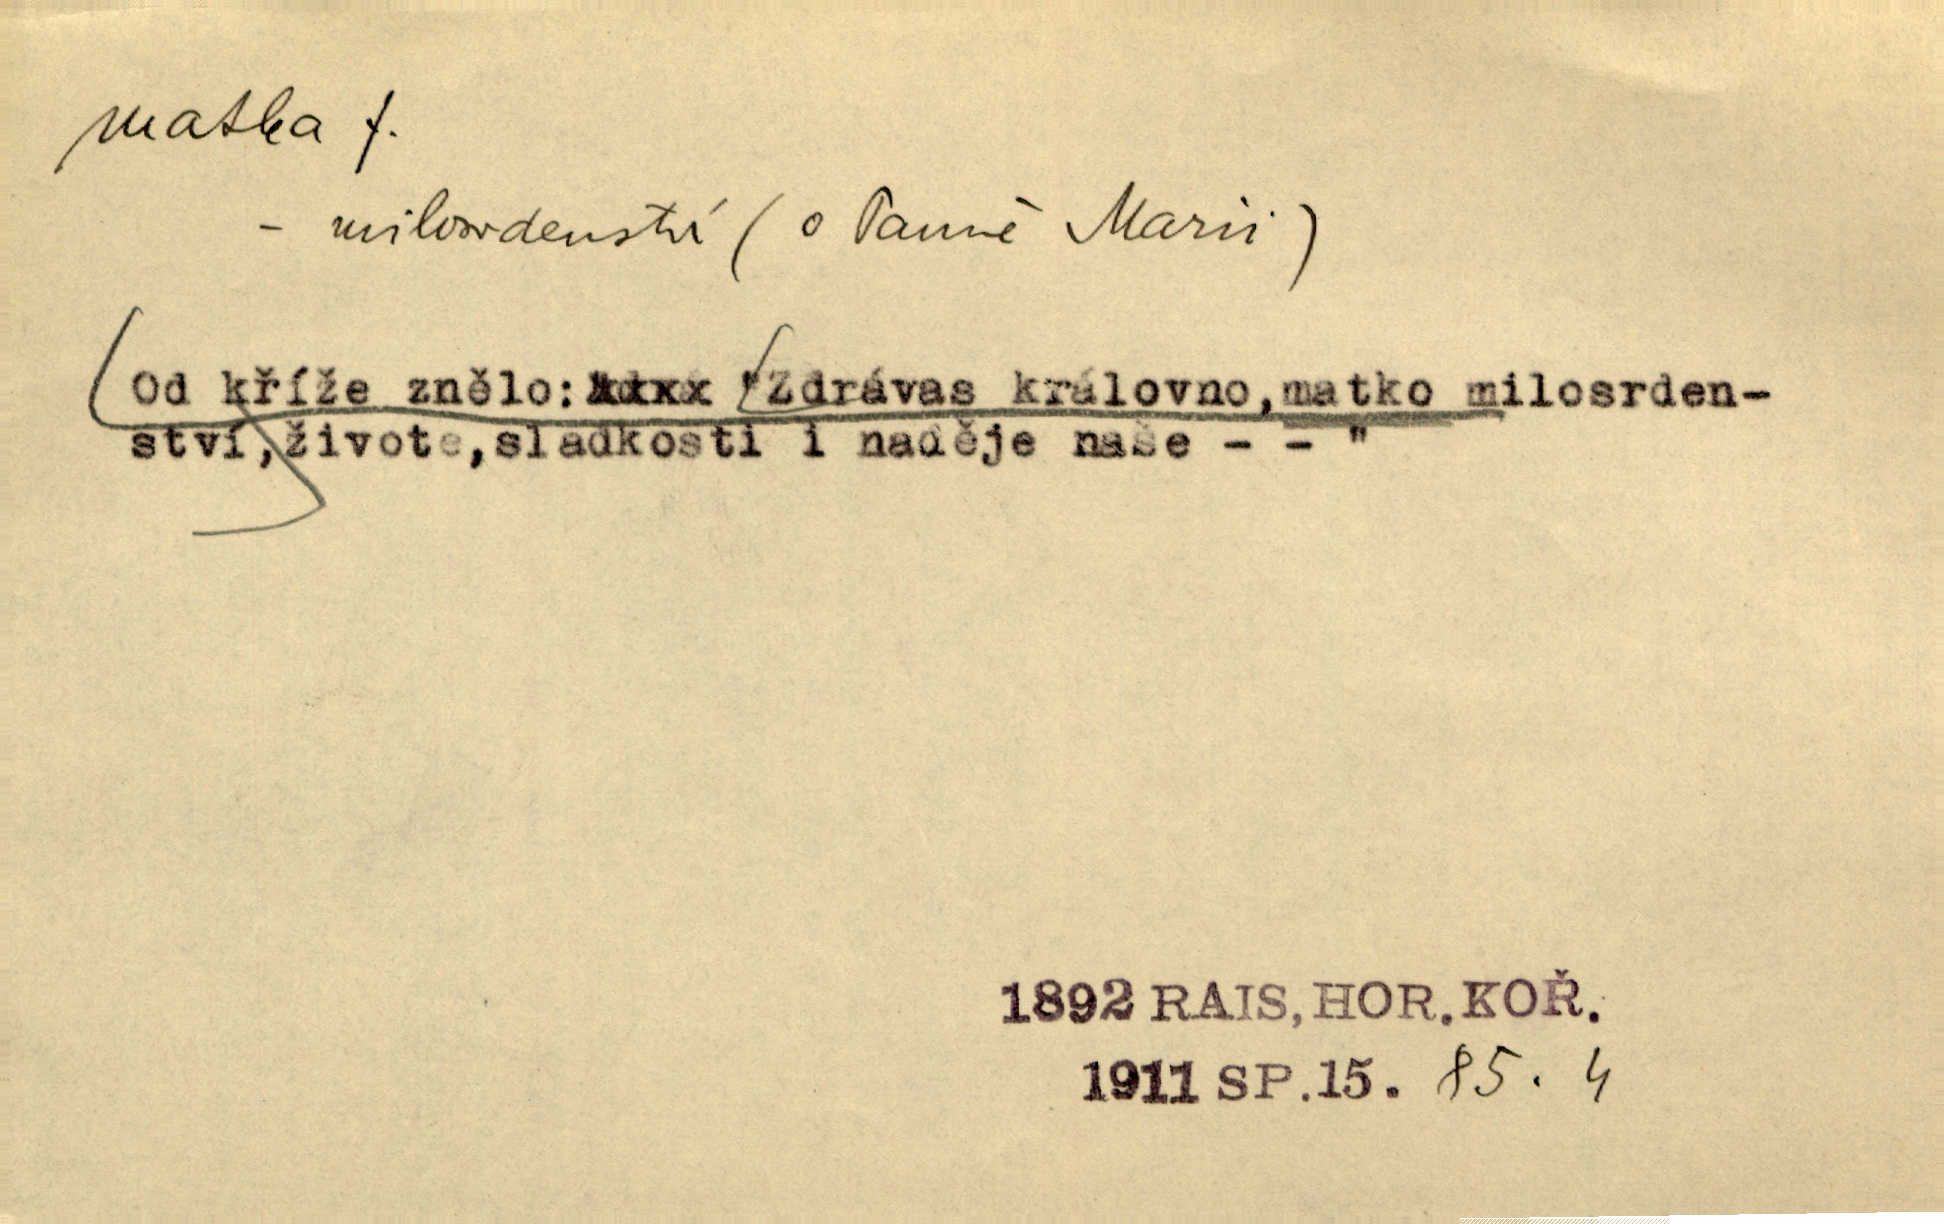 matka f.
- milosrdenství (o Panně Marii)
Od kříže znělo: "Zdrávas královno,matko milosrden-
ství,živote,sladkosti i naděje naše - - "
1892 RAIS, HOR. KOŘ.
1911 SP.15. 85. 4